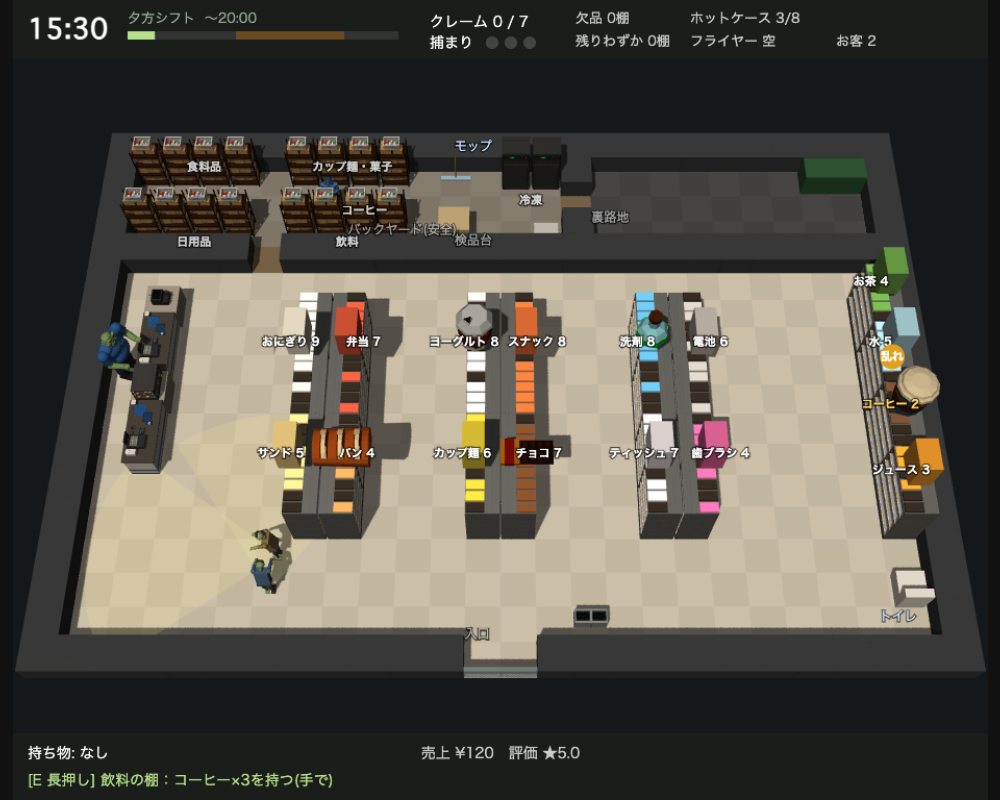 15:30
夕方シフト ～20:00
クレーム 0 / 7
捕まり
欠品 0棚
残りわずか 0棚
ホットケース 3/8
フライヤー 空
お客 2
モップ
食料品
カップ麺・菓子
冷凍
コーヒー
裏路地
バックヤード(安全)
日用品
飲料
検品台
お茶 4
おにぎり 9
弁当 7
ヨーグルト 8
スナック 8
洗剤 8
電池 6
水 5
乱れ
コーヒー 2
サンド 5
パン 4
カップ麺 6
チョコ 7
ティッシュ 7
歯ブラシ 4
ジュース 3
トイレ
入口
持ち物: なし
売上 ¥120 評価 ★5.0
[E 長押し] 飲料の棚：コーヒー×3を持つ(手で)